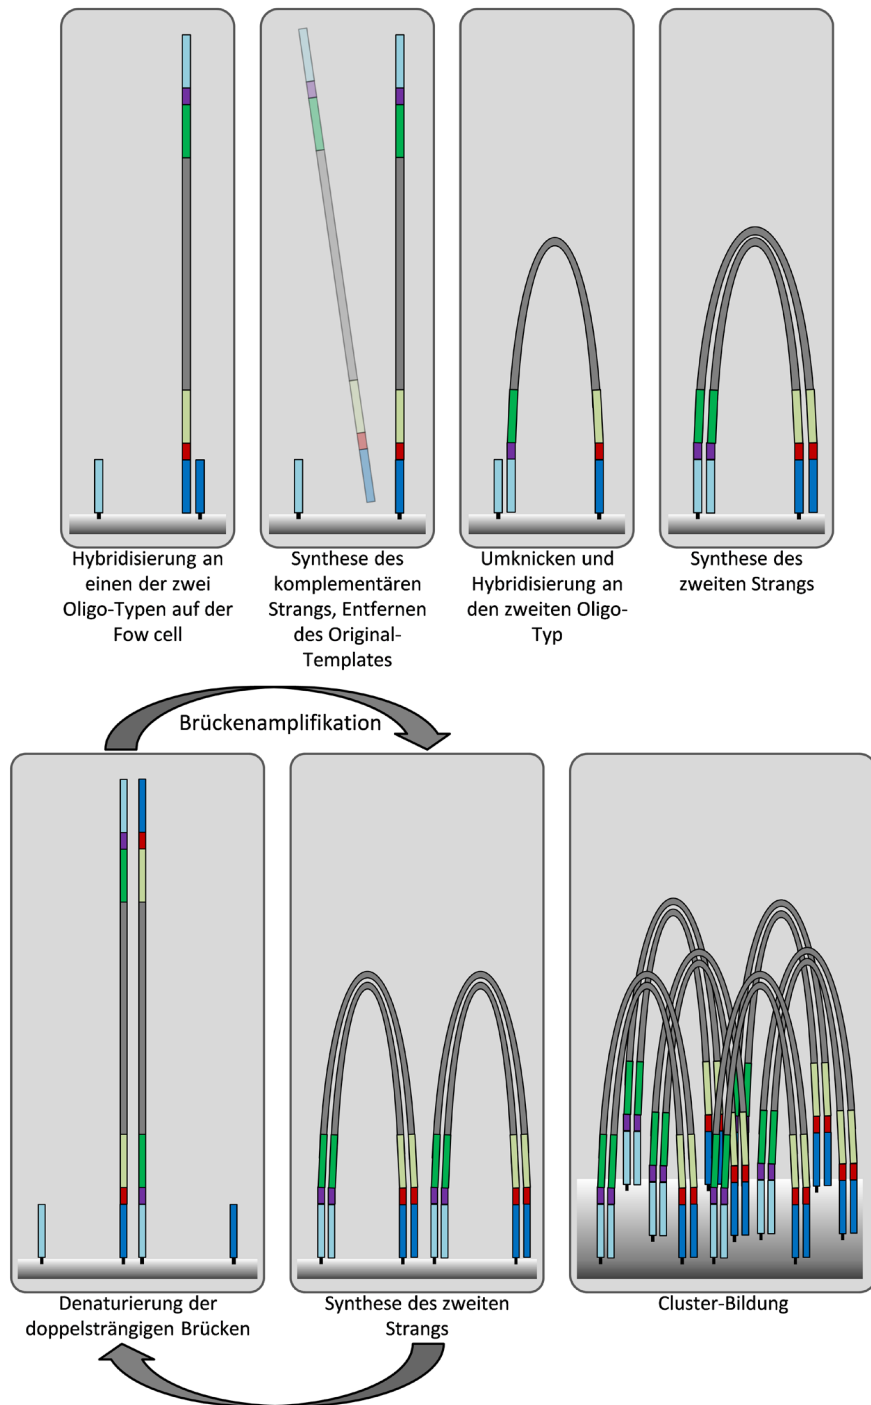 Hybridisierung an
einen der zwei
Oligo-Typen auf der
Fow cell
Synthese des
komplementären
Strangs, Entfernen
des Original-
Templates
Umknicken und
Hybridisierung an
den zweiten Oligo-
Typ
Synthese des
zweiten Strangs
Brückenamplifikation
Denaturierung der
doppelsträngigen Brücken
Synthese des zweiten
Strangs
Cluster-Bildung